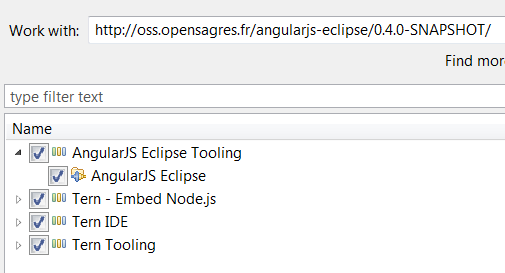 Work with: http://oss.opensagres.fr/angularjs-eclipse/0.4.0-SNAPSHOT/
Find more
type filter text
Name
AngularJS Eclipse Tooling
AngularJS Eclipse
Tern - Embed Node.js
Tern IDE
Tern Tooling